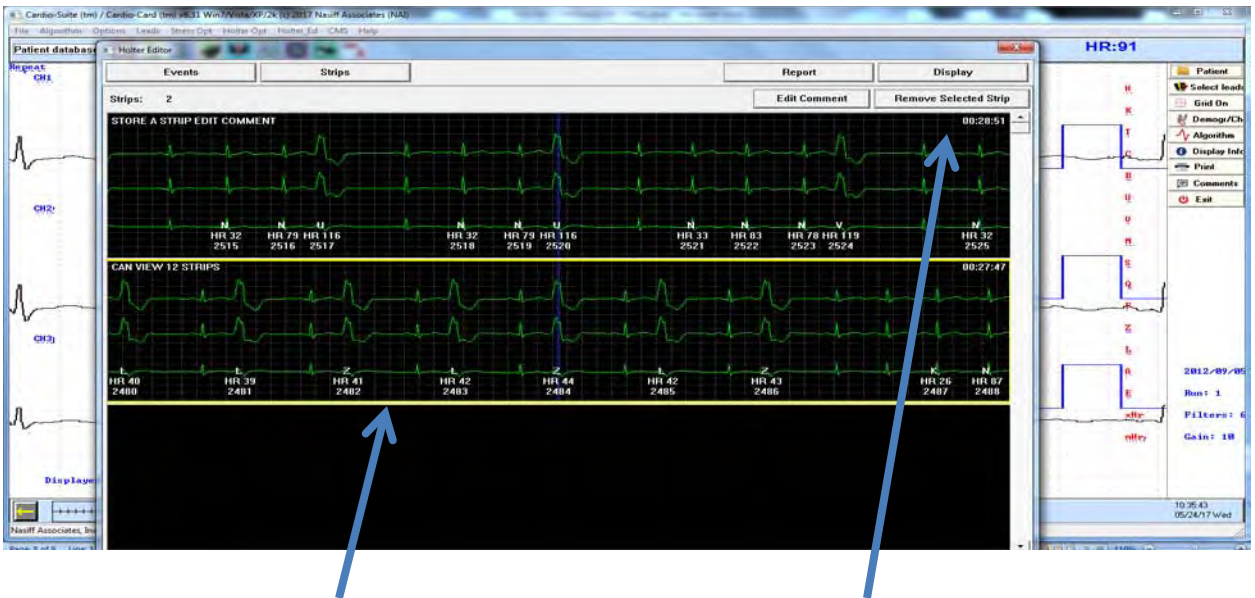 Cardio-Suite (tm) / Cardio-Card (tm) v6.31 Win7/Vista/XP/2k (c) 2017 Nasiff Associates (NAI)
File Algorithm Options Leads Stress Opt Holter Opt Holter_Ed CMS Help
Patient databas
Holter Editor
HR:91
Repeat
CH1
CH2
CH3
Events Strips Report Display
Strips: 2
Edit Comment Remove Selected Strip
STORE A STRIP EDIT COMMENT 00:28:51
N N U N N U N N N V N
HR 32 HR 79 HR 116 HR 32 HR 79 HR 116 HR 33 HR 83 HR 78 HR 119 HR 32
2515 2516 2517 2518 2519 2520 2521 2522 2523 2524 2525
CAN VIEW 12 STRIPS 00:27:47
HR 40 HR 39 HR 41 HR 42 HR 44 HR 42 HR 43 HR 26 HR 87
2480 2481 2482 2483 2484 2485 2486 2487 2488
Patient
Select leads
Grid On
Demogr/Ch
Algorithm
Display Info
Print
Comments
Exit
2012/09/05
Run: 1
Filters: 6
Gain: 10
Displaye
10:35:43
05/24/17 Wed
Nasiff Associates, In